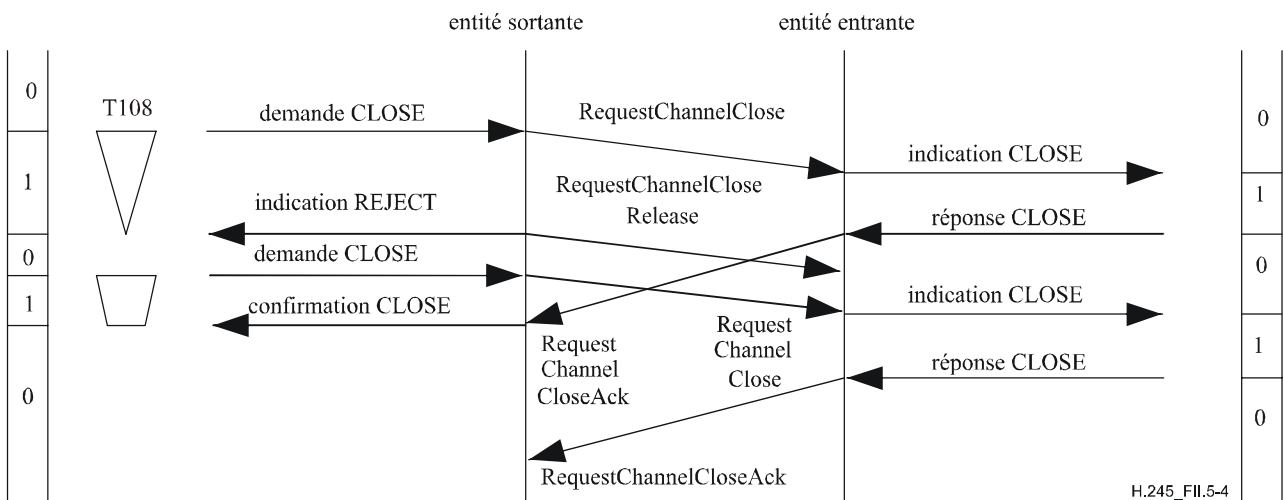 entité sortante
entité entrante
0
T108
demande CLOSE
RequestChannelClose
0
indication CLOSE
1
RequestChannelClose
Release
indication REJECT
1
réponse CLOSE
0
demande CLOSE
0
1
confirmation CLOSE
indication CLOSE
Request
Channel
CloseAck
Request
Channel
Close
1
réponse CLOSE
0
0
RequestChannelCloseAck
H.245_FII.5-4